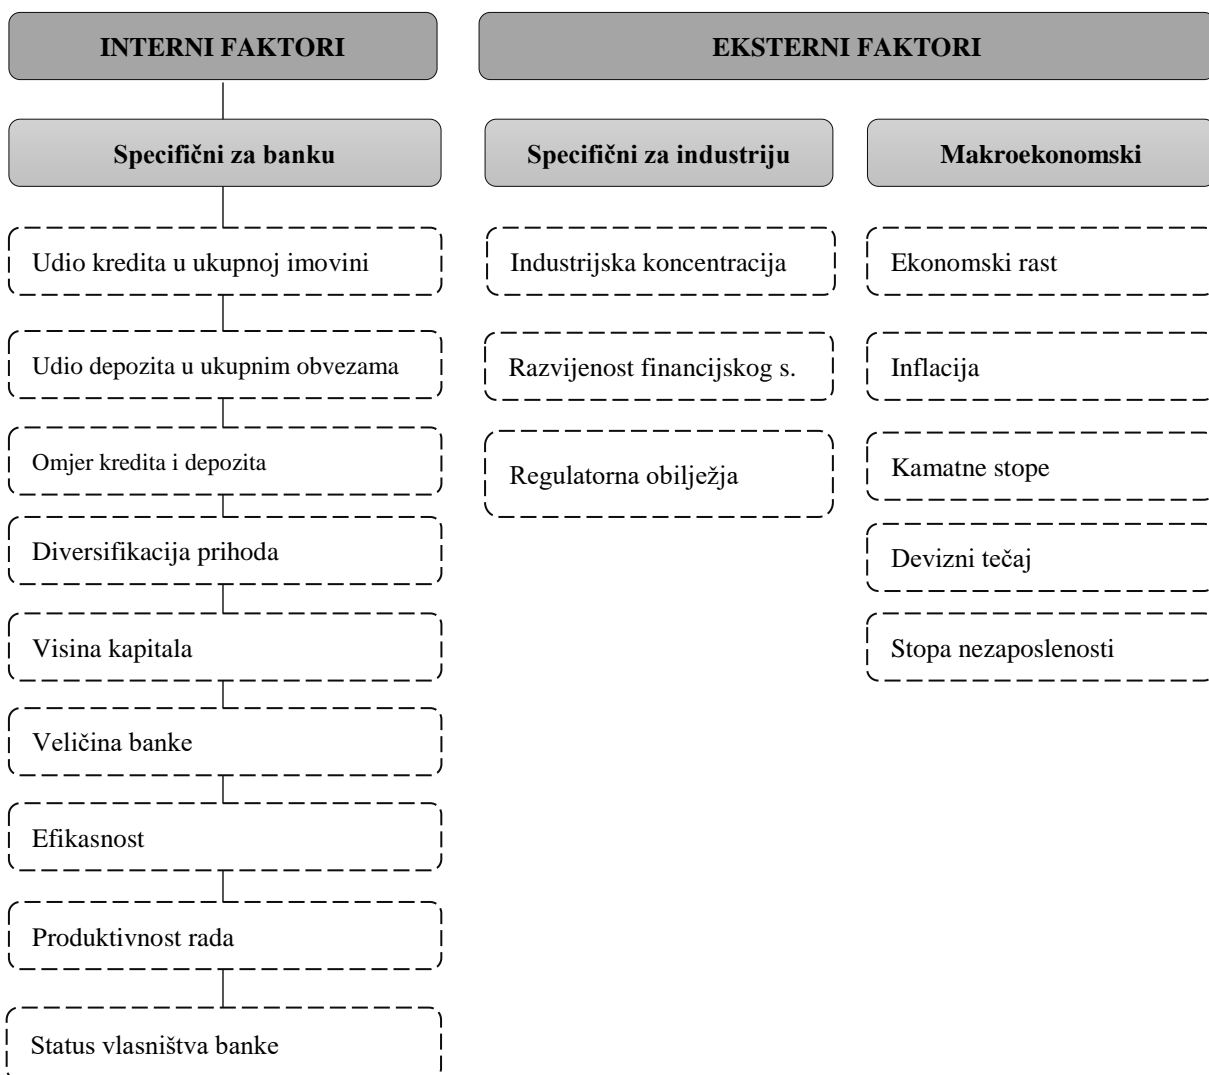 INTERNI FAKTORI
EKSTERNI FAKTORI
Specifični za banku
Specifični za industriju
Makroekonomski
Udio kredita u ukupnoj imovini
Industrijska koncentracija
Ekonomski rast
Udio depozita u ukupnim obvezama
Razvijenost financijskog s.
Inflacija
Omjer kredita i depozita
Regulatorna obilježja
Kamatne stope
Diversifikacija prihoda
Devizni tečaj
Visina kapitala
Stopa nezaposlenosti
Veličina banke
Efikasnost
Produktivnost rada
Status vlasništva banke